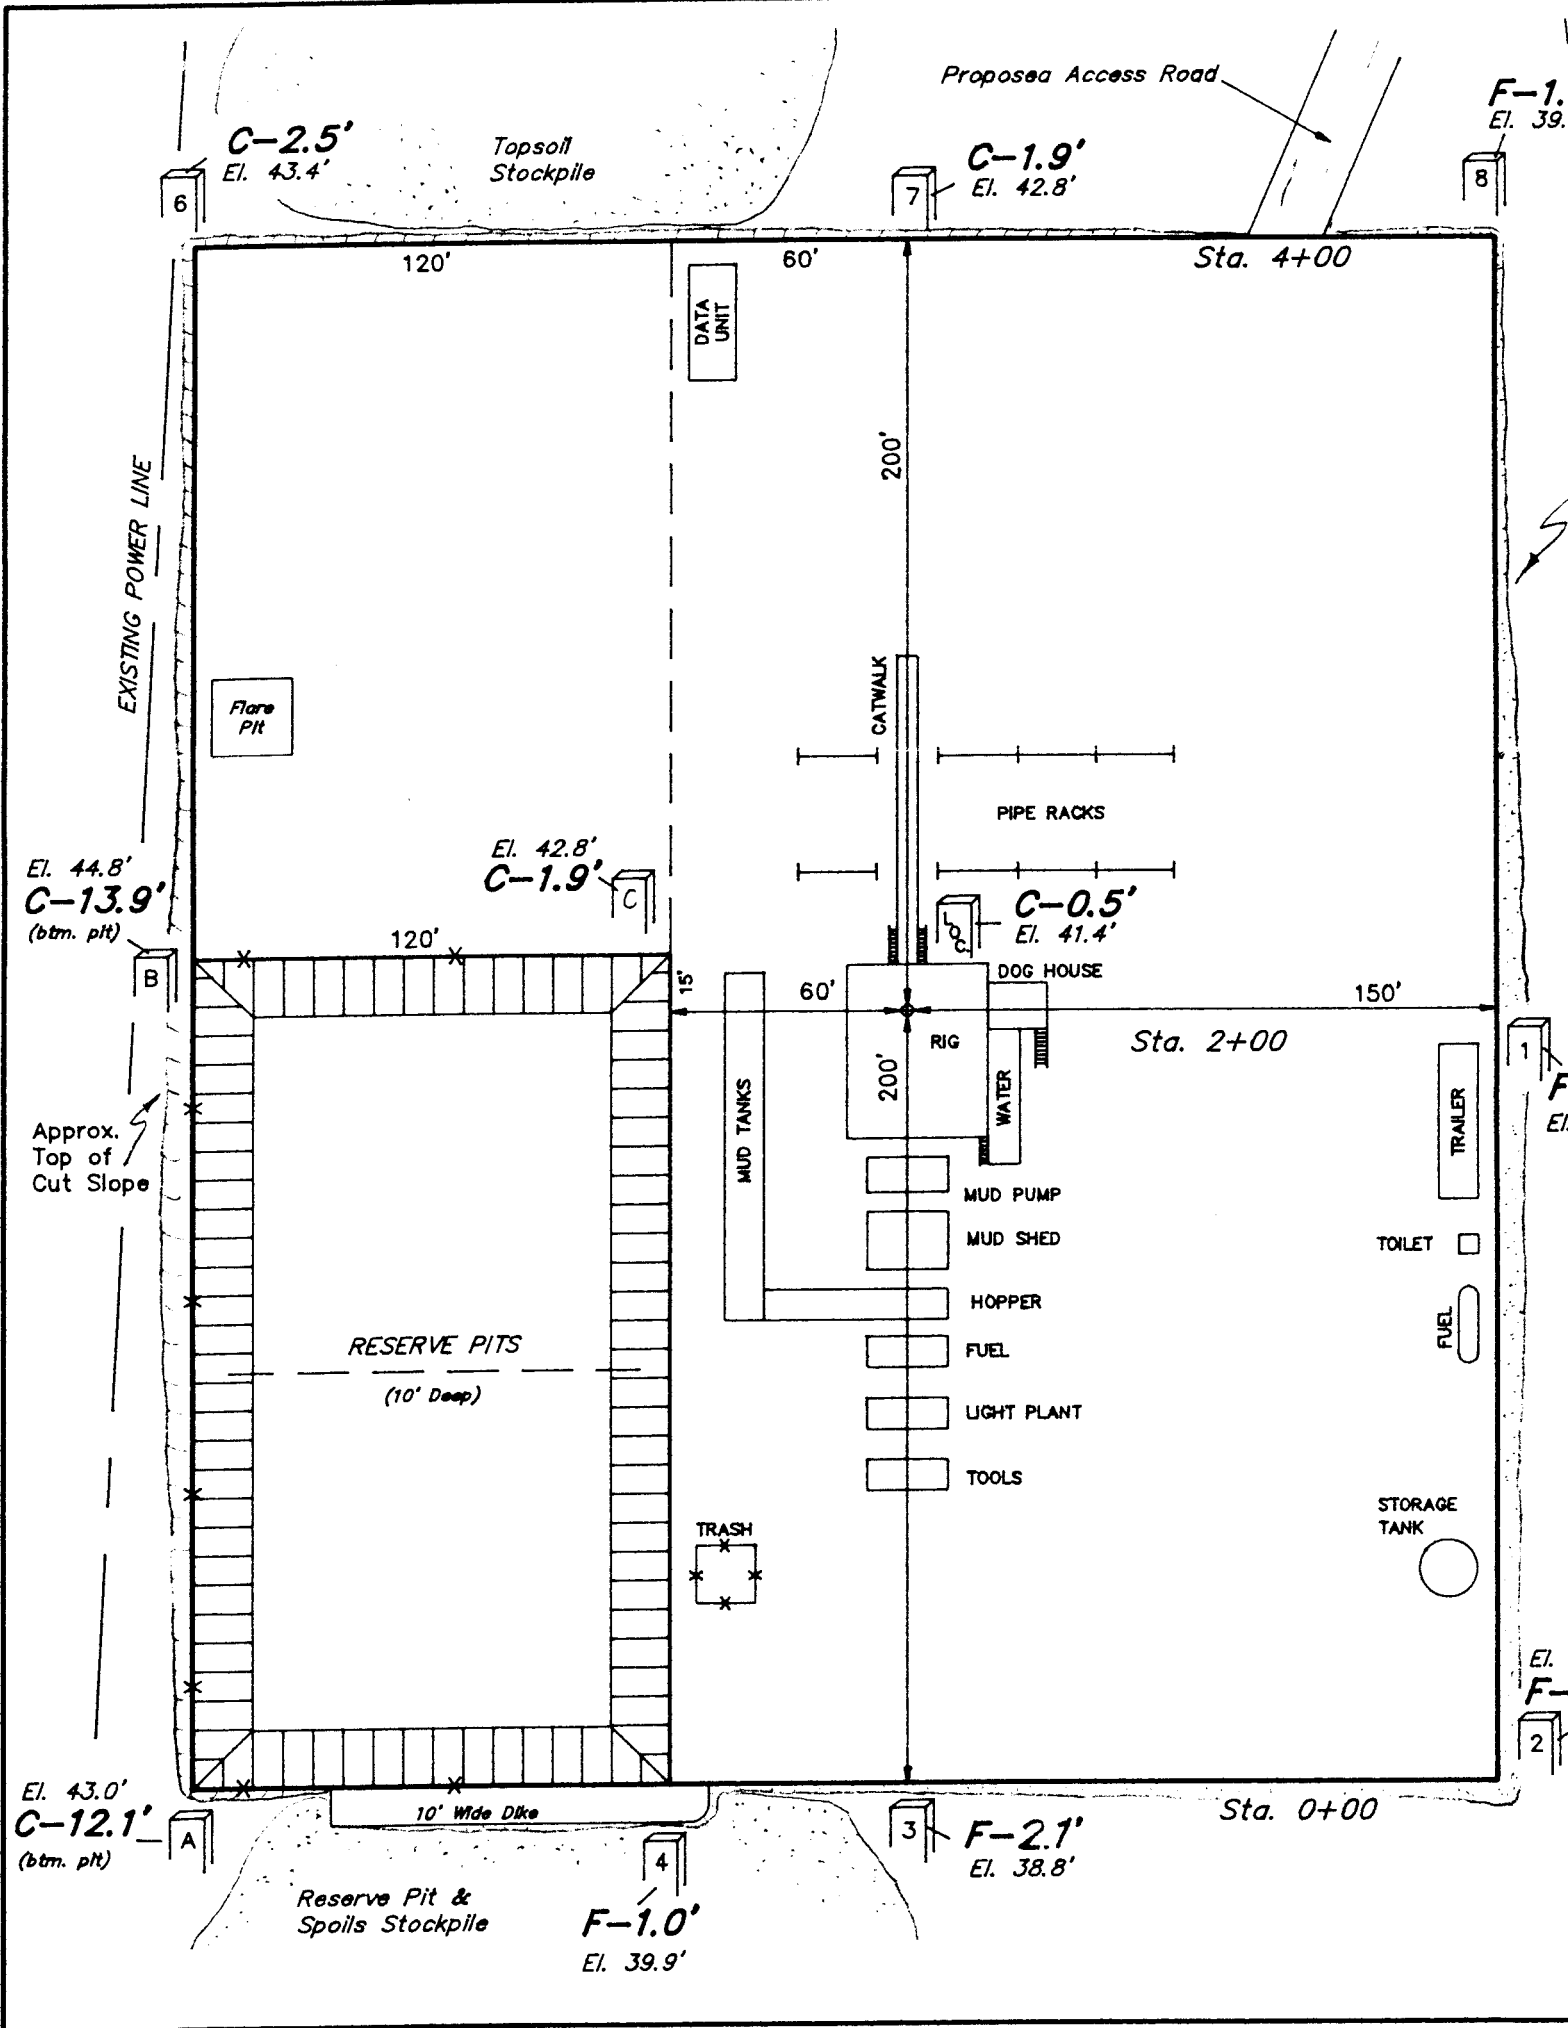 Proposea Access Road
F-1.
El. 39.
C-2.5'
El. 43.4'
Topsoil
Stockpile
C-1.9'
El. 42.8'
6
7
8
120'
60'
Sta. 4+00
DATA
UNIT
200'
EXISTING POWER LINE
CATWALK
Flare
Pit
PIPE RACKS
El. 44.8'
C-13.9'
(btm. pit)
El. 42.8'
C-1.9'
C
C-0.5'
El. 41.4'
LOC.
120'
B
15'
60'
DOG HOUSE
150'
RIG
Sta. 2+00
1
F
El.
200'
WATER
MUD TANKS
TRAILER
Approx.
Top of
Cut Slope
MUD PUMP
MUD SHED
TOILET
HOPPER
FUEL
RESERVE PITS
(10' Deep)
FUEL
LIGHT PLANT
TOOLS
STORAGE
TANK
TRASH
El.
F-
2
El. 43.0'
C-12.1'
(btm. pit)
A
10' Wide Dike
Sta. 0+00
3
F-2.1'
El. 38.8'
4
Reserve Pit &
Spoils Stockpile
F-1.0'
El. 39.9'